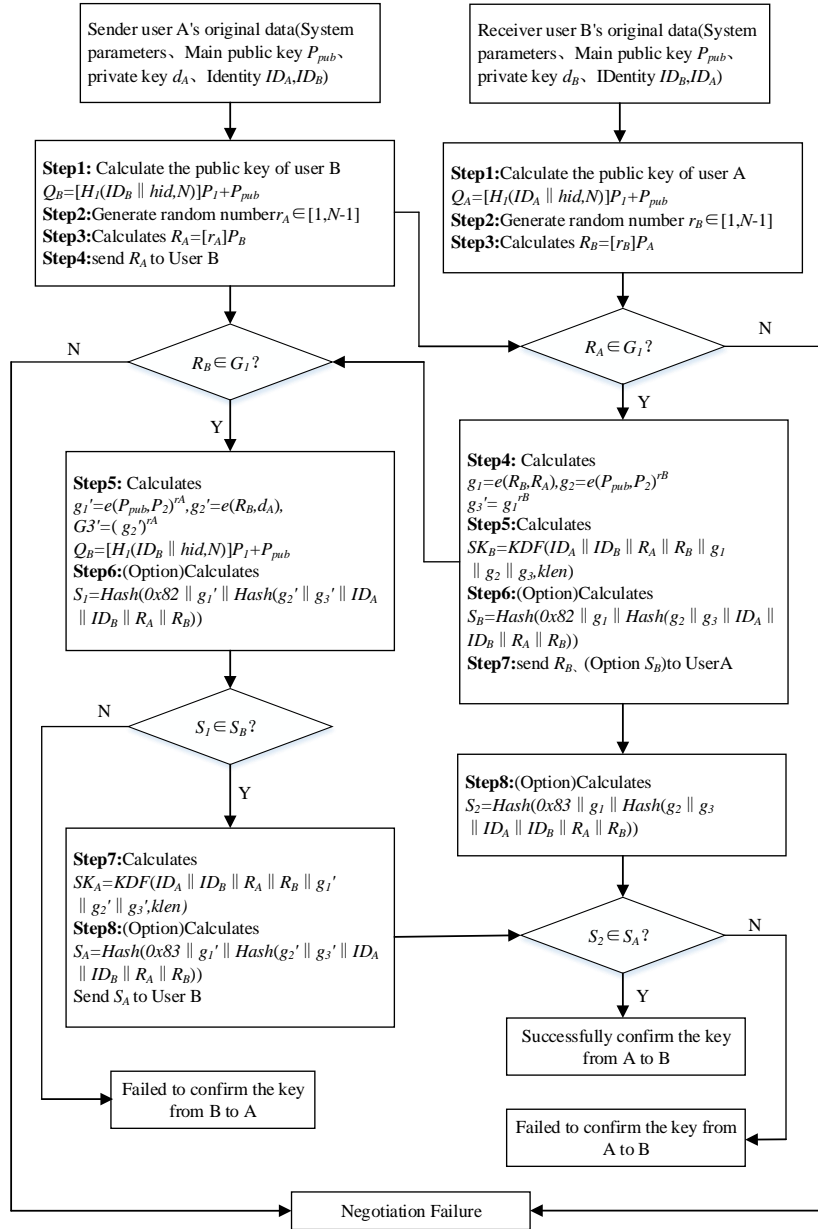 Sender user A's original data(System
parameters、Main public key Ppub、
private key dA、Identity IDA,IDB)
Receiver user B's original data(System
parameters、Main public key Ppub、
private key dB、IDentity IDB,IDA)
Step1: Calculate the public key of user B
QB=[H1(IDB ‖ hid,N)]P1+Ppub
Step2:Generate random numberrA∈[1,N-1]
Step3:Calculates RA=[rA]PB
Step4:send RA to User B
Step1:Calculate the public key of user A
QA=[H1(IDA ‖ hid,N)]P1+Ppub
Step2:Generate random number rB∈[1,N-1]
Step3:Calculates RB=[rB]PA
N
RB∈G1?
Y
RA∈G1?
N
Y
Step5: Calculates
g1'=e(Ppub,P2)rA,g2'=e(RB,dA),
G3'=( g2')rA
QB=[H1(IDB ‖ hid,N)]P1+Ppub
Step6:(Option)Calculates
S1=Hash(0x82 ‖ g1' ‖ Hash(g2' ‖ g3' ‖ IDA
‖ IDB ‖ RA ‖ RB))
Step4: Calculates
g1=e(RB,RA),g2=e(Ppub,P2)rB
g3'= g1rB
Step5:Calculates
SKB=KDF(IDA ‖ IDB ‖ RA ‖ RB ‖ g1
‖ g2 ‖ g3,klen)
Step6:(Option)Calculates
SB=Hash(0x82 ‖ g1 ‖ Hash(g2 ‖ g3 ‖ IDA ‖
IDB ‖ RA ‖ RB))
Step7:send RB、(Option SB)to UserA
N
S1∈SB?
Y
Step8:(Option)Calculates
S2=Hash(0x83 ‖ g1 ‖ Hash(g2 ‖ g3
‖ IDA ‖ IDB ‖ RA ‖ RB))
Step7:Calculates
SKA=KDF(IDA ‖ IDB ‖ RA ‖ RB ‖ g1'
‖ g2' ‖ g3',klen)
Step8:(Option)Calculates
SA=Hash(0x83 ‖ g1' ‖ Hash(g2' ‖ g3' ‖ IDA
‖ IDB ‖ RA ‖ RB))
Send SA to User B
S2∈SA?
N
Y
Successfully confirm the key
from A to B
Failed to confirm the key
from B to A
Failed to confirm the key from
A to B
Negotiation Failure